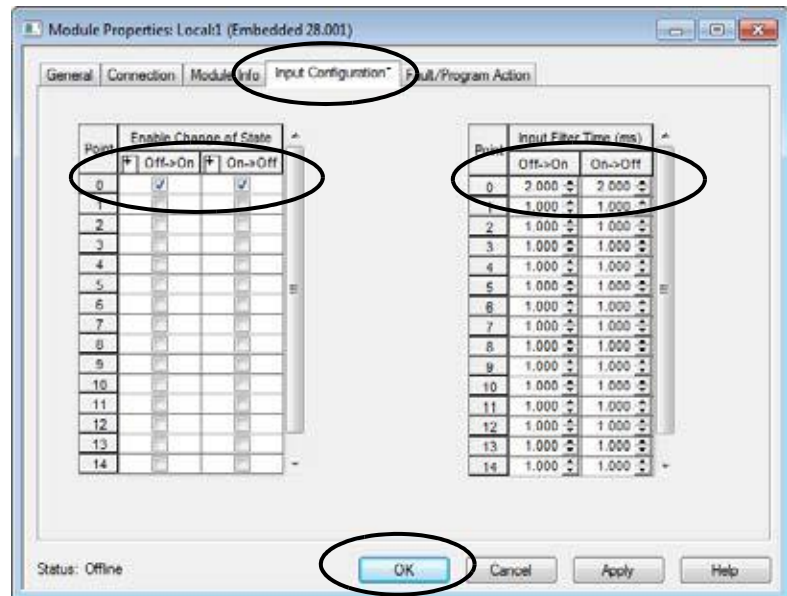 Module Properties: Local:1 (Embedded 28.001)
General Connection Module Info Input Configuration* Fault/Program Action
Point Enable Change of State
Off->On On->Off
0
1
2
3
4
5
6
7
8
9
10
11
12
13
14
Point Input Filter Time (ms)
Off->On On->Off
0 2.000 2.000
1 1.000 1.000
2 1.000 1.000
3 1.000 1.000
4 1.000 1.000
5 1.000 1.000
6 1.000 1.000
7 1.000 1.000
8 1.000 1.000
9 1.000 1.000
10 1.000 1.000
11 1.000 1.000
12 1.000 1.000
13 1.000 1.000
14 1.000 1.000
Status: Offline OK Cancel Apply Help